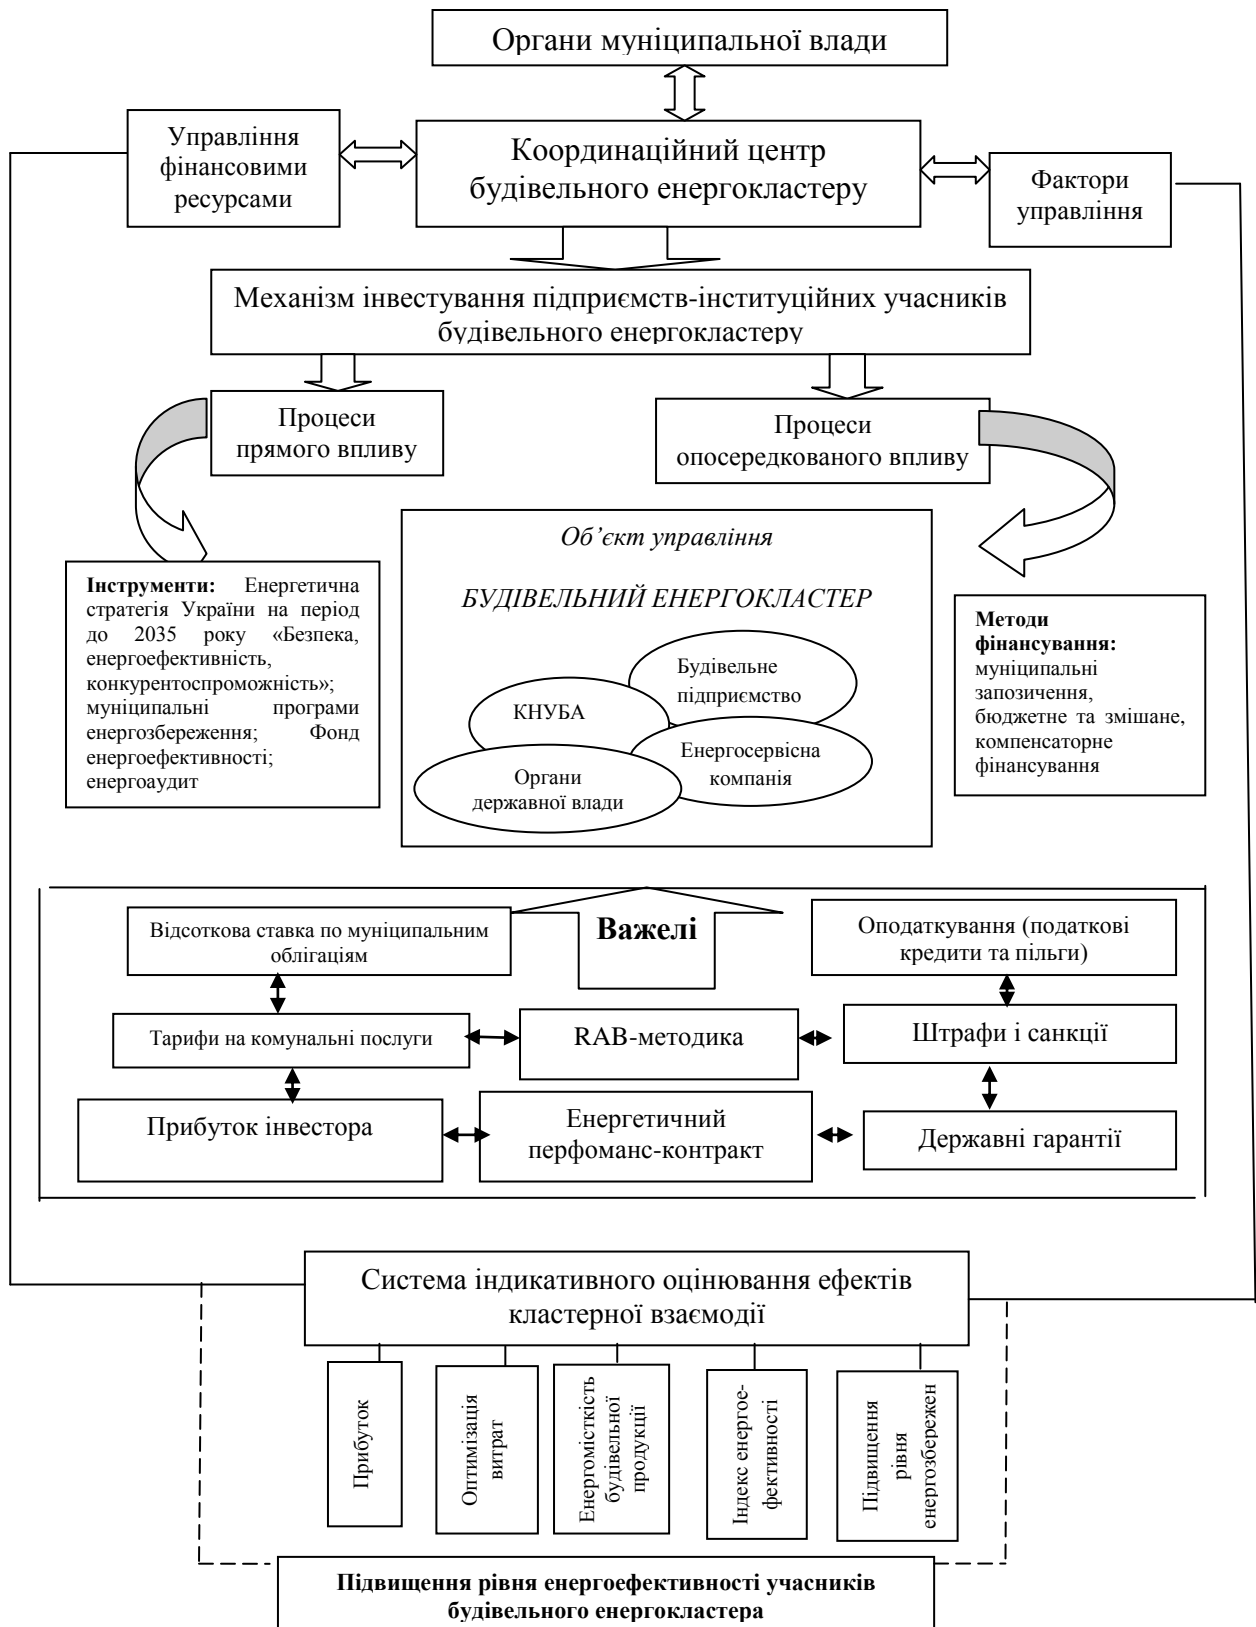 Органи муніципальної влади
Управління
фінансовими
ресурсами
Координаційний центр
будівельного енергокластеру
Фактори
управління
Механізм інвестування підприємств-інституційних учасників
будівельного енергокластеру
Процеси
прямого впливу
Процеси
опосередкованого впливу
Інструменти: Енергетична
стратегія України на період
до 2035 року «Безпека,
енергоефективність,
конкурентоспроможність»;
муніципальні програми
енергозбереження; Фонд
енергоефективності;
енергоаудит
Об’єкт управління
БУДІВЕЛЬНИЙ ЕНЕРГОКЛАСТЕР
Будівельне
підприємство
КНУБА
Енергосервісна
компанія
Органи
державної влади
Методи
фінансування:
муніципальні
запозичення,
бюджетне та змішане,
компенсаторне
фінансування
Важелі
Відсоткова ставка по муніципальним
облігаціям
Оподаткування (податкові
кредити та пільги)
Тарифи на комунальні послуги
RAB-методика
Штрафи і санкції
Прибуток інвестора
Енергетичний
перфоманс-контракт
Державні гарантії
Система індикативного оцінювання ефектів
кластерної взаємодії
Прибуток
Оптимізація
витрат
Енергомісткість
будівельної
продукції
Індекс енергое-
фективності
Підвищення
рівня
енергозбережен
Підвищення рівня енергоефективності учасників
будівельного енергокластера